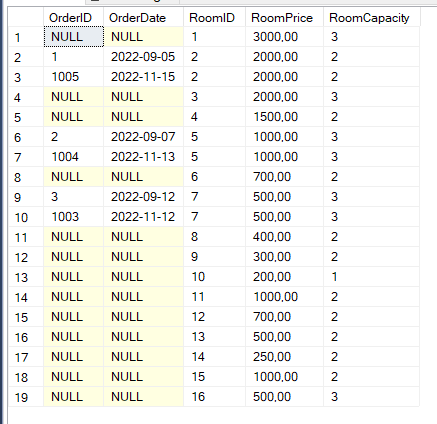 OrderID OrderDate RoomID RoomPrice RoomCapacity
1 NULL NULL 1 3000,00 3
2 1 2022-09-05 2 2000,00 2
3 1005 2022-11-15 2 2000,00 2
4 NULL NULL 3 2000,00 3
5 NULL NULL 4 1500,00 2
6 2 2022-09-07 5 1000,00 3
7 1004 2022-11-13 5 1000,00 3
8 NULL NULL 6 700,00 2
9 3 2022-09-12 7 500,00 3
10 1003 2022-11-12 7 500,00 3
11 NULL NULL 8 400,00 2
12 NULL NULL 9 300,00 2
13 NULL NULL 10 200,00 1
14 NULL NULL 11 1000,00 2
15 NULL NULL 12 700,00 2
16 NULL NULL 13 500,00 2
17 NULL NULL 14 250,00 2
18 NULL NULL 15 1000,00 2
19 NULL NULL 16 500,00 3